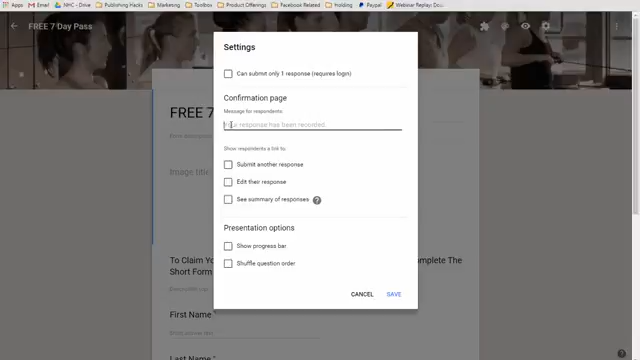 Apps Email NHC - Drive Publishing Hacks Marketing Toolbox Product Offerings Facebook Related Holding Paypal Webinar Replay: Dou
FREE 7 Day Pass
Settings
Can submit only 1 response (requires login)
Confirmation page
Message for respondents:
Your response has been recorded.
Show respondents a link to:
Submit another response
Edit their response
See summary of responses ?
Presentation options
Show progress bar
Shuffle question order
CANCEL SAVE
FREE 7
Image title
To Claim Yo
omplete The
Short Form
First Name *
Last Name *